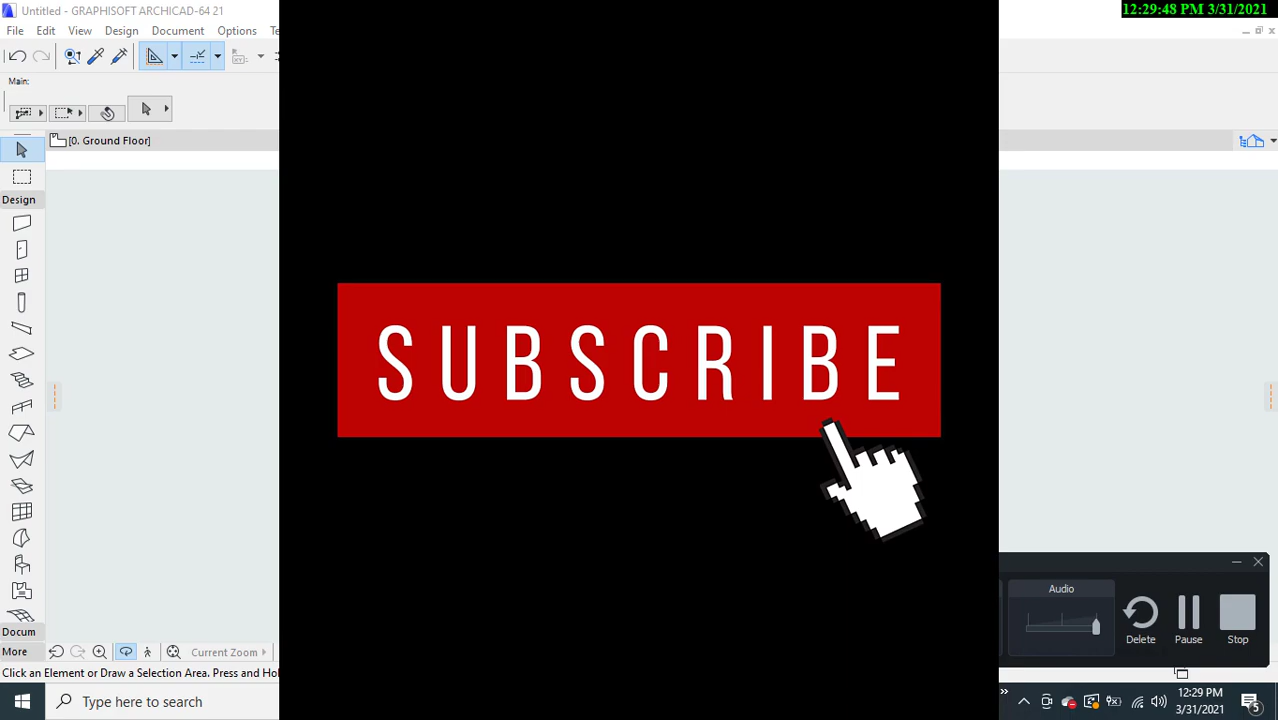 Untitled - GRAPHISOFT ARCHICAD-64 21
12:29:48 PM 3/31/2021
File Edit View Design Document Options
Main:
[0. Ground Floor]
Design
SUBSCRIBE
Audio
Delete Pause Stop
Docum
More
Current Zoom
Click an Element or Draw a Selection Area. Press and Hol
Type here to search
12:29 PM
3/31/2021
5